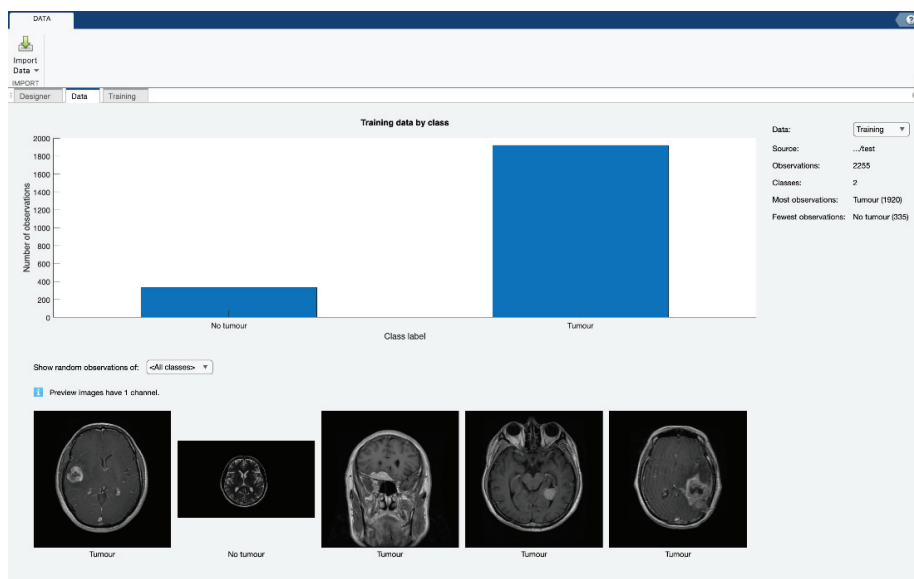 DATA
?
Import
Data
IMPORT
Designer
Data
Training
Training data by class
2000
1800
1600
1400
1200
1000
800
600
400
200
0
Number of observations
No tumour
Tumour
Class label
Data: Training
Source: .../test
Observations: 2255
Classes: 2
Most observations: Tumour (1920)
Fewest observations: No tumour (335)
Show random observations of: <All classes>
i Preview images have 1 channel.
Tumour
No tumour
Tumour
Tumour
Tumour